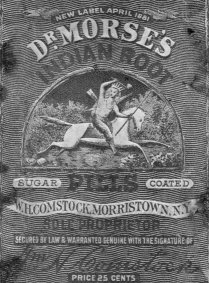 NEW LABEL APRIL 1881
DR MORSE'S
INDIAN ROOT
PILLS
SUGAR COATED
W.H. COMSTOCK, MORRISTOWN, N.Y.
SOLE PROPRIETOR
SECURED BY LAW & WARRANTED GENUINE WITH THE SIGNATURE OF
Comstock
PRICE 25 CENTS